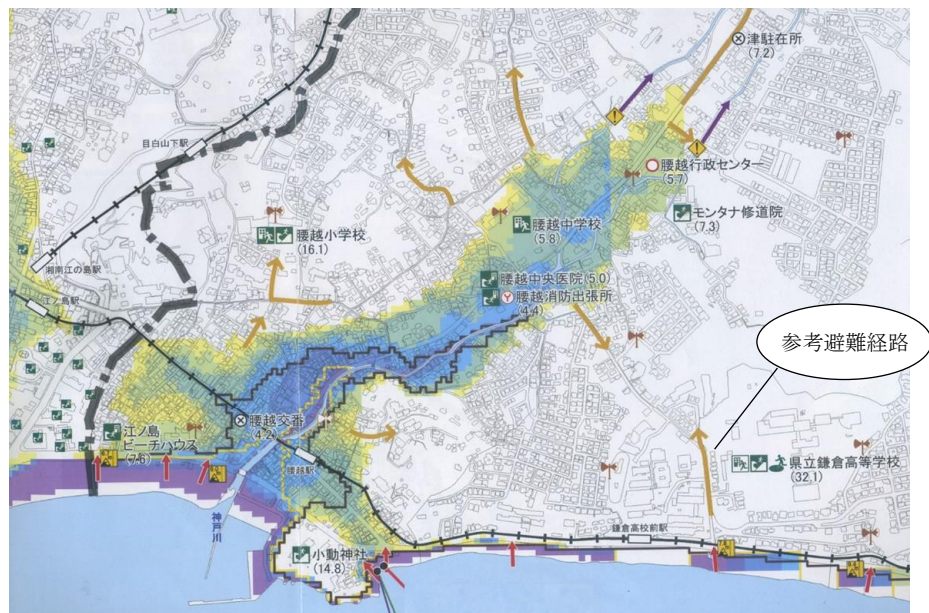 津駐在所
(7.2)
目白山下駅
腰越行政センター
(5.7)
腰越小学校
(16.1)
腰越中学校
(5.8)
モンタナ修道院
(7.3)
湘南江の島駅
江ノ島駅
腰越中央医院(5.0)
腰越消防出張所
(4.4)
参考避難経路
腰越交番
(4.2)
江ノ島
ビーチハウス
(7.6)
腰越駅
県立鎌倉高等学校
(32.1)
神戸川
鎌倉高校前駅
小動神社
(14.8)